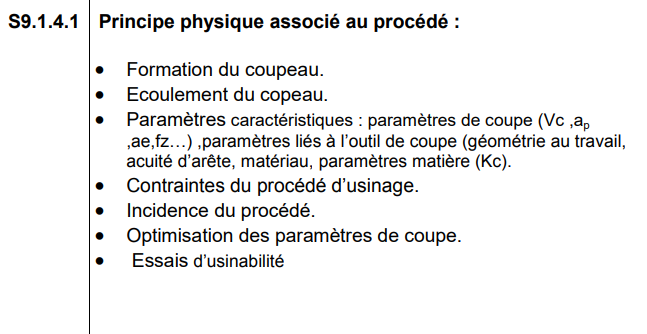 S9.1.4.1 Principe physique associé au procédé :
• Formation du coupeau.
• Ecoulement du copeau.
• Paramètres caractéristiques : paramètres de coupe (Vc ,ap
,ae,fz…) ,paramètres liés à l’outil de coupe (géométrie au travail,
acuité d’arête, matériau, paramètres matière (Kc).
• Contraintes du procédé d’usinage.
• Incidence du procédé.
• Optimisation des paramètres de coupe.
• Essais d’usinabilité